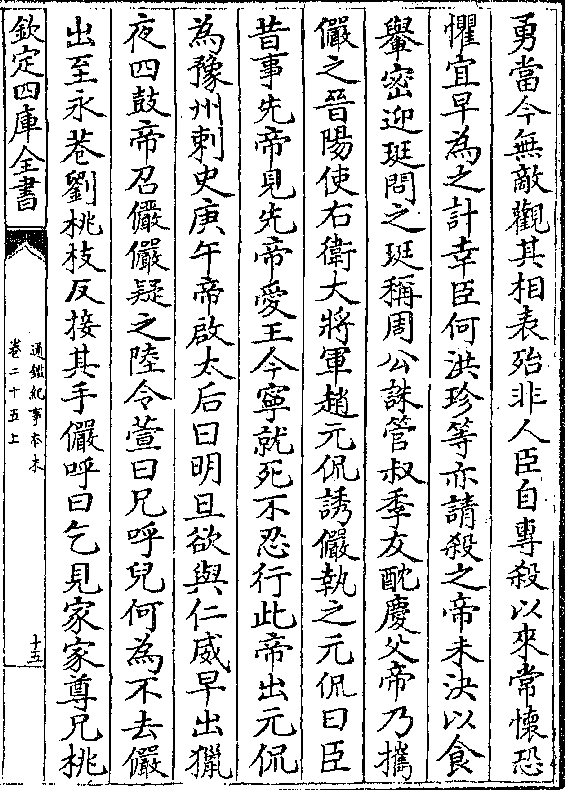 勇當今無敵觀其相表殆非人臣自專殺以來常懷恐
懼宜早為之計幸臣何洪珍等亦請殺之帝未決以食
轝密迎珽問之珽稱周公誅管叔季友酖慶父帝乃攜
儼之晉陽使右衛大將軍趙元侃誘儼執之元侃曰臣
昔事先帝見先帝愛王今寧就死不忍行此帝出元侃
為豫州刺史庚午帝啟太后曰明旦欲與仁威早出獵
夜四鼓帝召儼儼疑之陸令萱曰兄呼兒何為不去儼
出至永巷劉桃枝反接其手儼呼曰乞見家家尊兄桃
欽定四庫全書
通鑑紀事本末
卷二十五上
十五